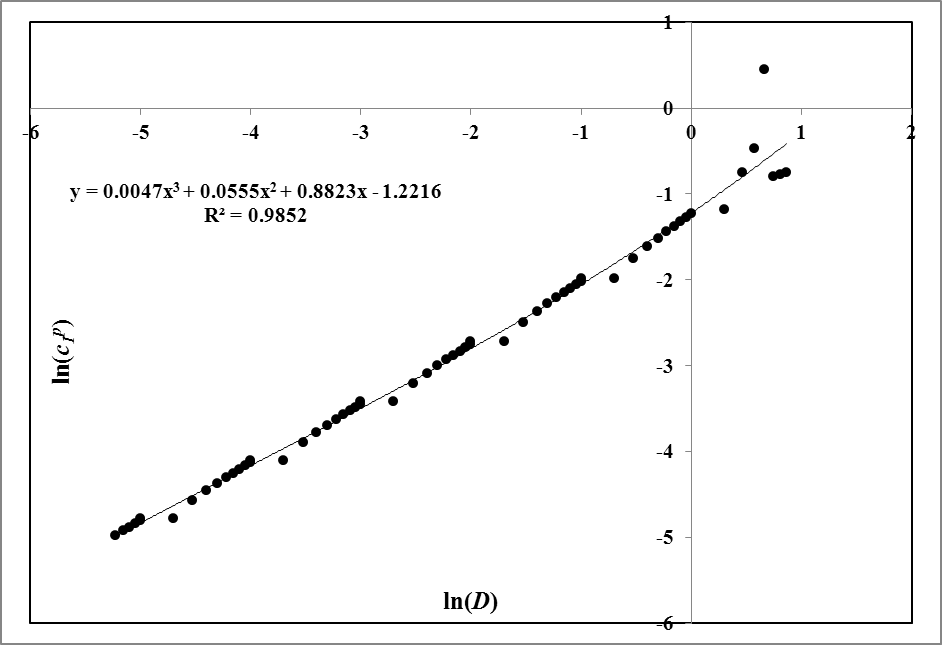 1
0
-6 -5 -4 -3 -2 -1 0 1 2
-1
y = 0.0047x³ + 0.0555x² + 0.8823x - 1.2216
R² = 0.9852
-2
-3
ln(c₁ᵖ)
-4
-5
ln(D)
-6